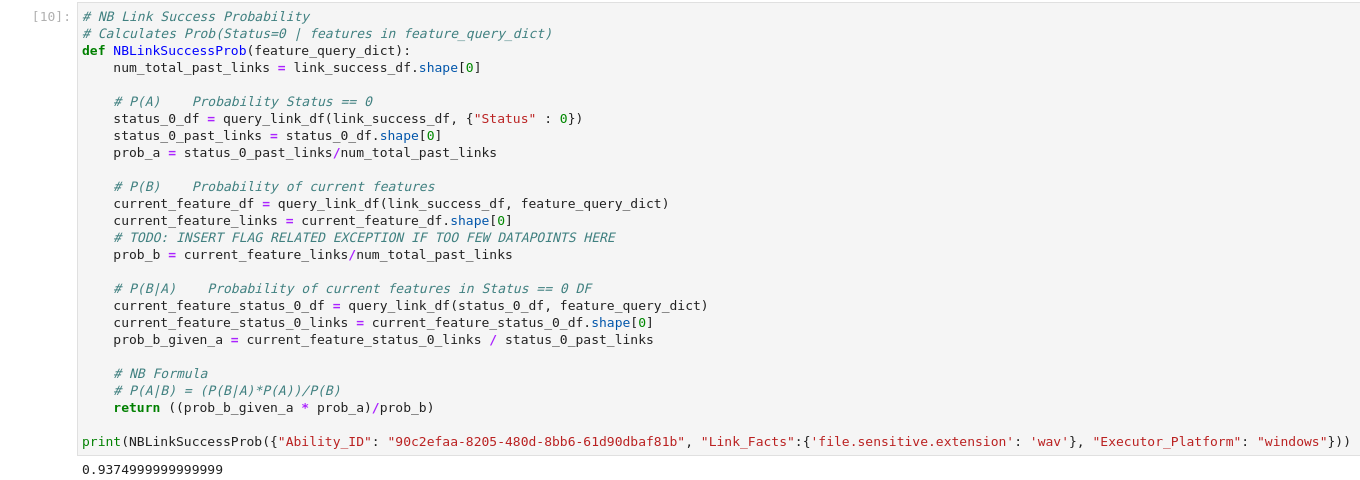 [10]: # NB Link Success Probability
# Calculates Prob(Status=0 | features in feature_query_dict)
def NBLinkSuccessProb(feature_query_dict):
    num_total_past_links = link_success_df.shape[0]

    # P(A)    Probability Status == 0
    status_0_df = query_link_df(link_success_df, {"Status" : 0})
    status_0_past_links = status_0_df.shape[0]
    prob_a = status_0_past_links/num_total_past_links

    # P(B)    Probability of current features
    current_feature_df = query_link_df(link_success_df, feature_query_dict)
    current_feature_links = current_feature_df.shape[0]
    # TODO: INSERT FLAG RELATED EXCEPTION IF TOO FEW DATAPOINTS HERE
    prob_b = current_feature_links/num_total_past_links

    # P(B|A)    Probability of current features in Status == 0 DF
    current_feature_status_0_df = query_link_df(status_0_df, feature_query_dict)
    current_feature_status_0_links = current_feature_status_0_df.shape[0]
    prob_b_given_a = current_feature_status_0_links / status_0_past_links

    # NB Formula
    # P(A|B) = (P(B|A)*P(A))/P(B)
    return ((prob_b_given_a * prob_a)/prob_b)

print(NBLinkSuccessProb({"Ability_ID": "90c2efaa-8205-480d-8bb6-61d90dbaf81b", "Link_Facts":{'file.sensitive.extension': 'wav'}, "Executor_Platform": "windows"}))
0.9374999999999999